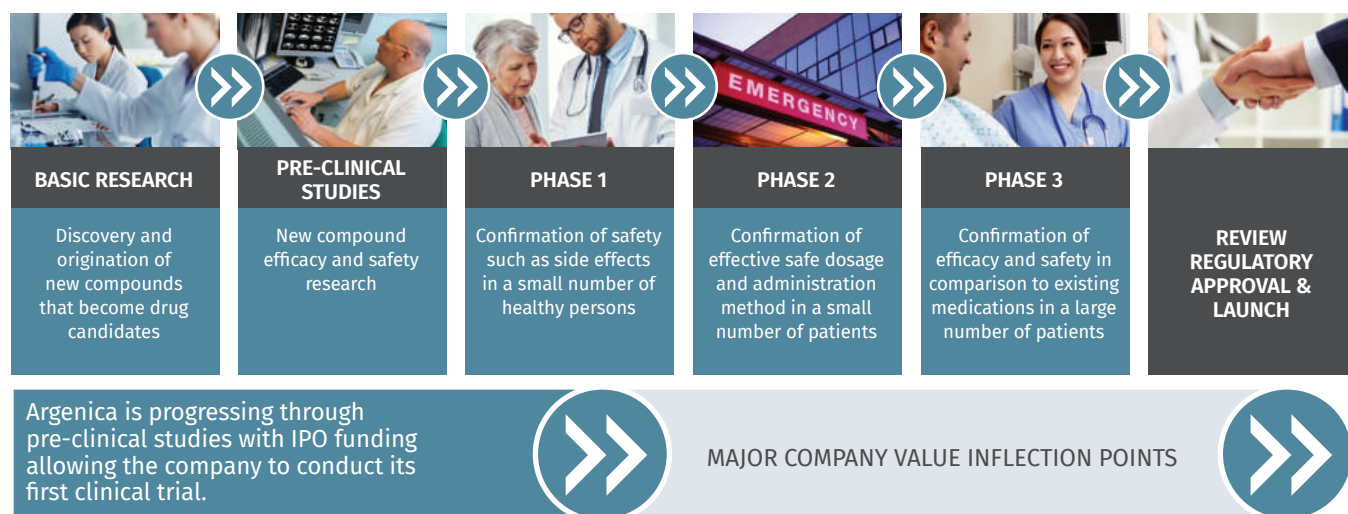 EMERGENCY
BASIC RESEARCH
Discovery and
origination of
new compounds
that become drug
candidates
PRE-CLINICAL
STUDIES
New compound
efficacy and safety
research
PHASE 1
Confirmation of safety
such as side effects
in a small number of
healthy persons
PHASE 2
Confirmation of
effective safe dosage
and administration
method in a small
number of patients
PHASE 3
Confirmation of
efficacy and safety in
comparison to existing
medications in a large
number of patients
REVIEW
REGULATORY
APPROVAL &
LAUNCH
Argenica is progressing through
pre-clinical studies with IPO funding
allowing the company to conduct its
first clinical trial.
MAJOR COMPANY VALUE INFLECTION POINTS